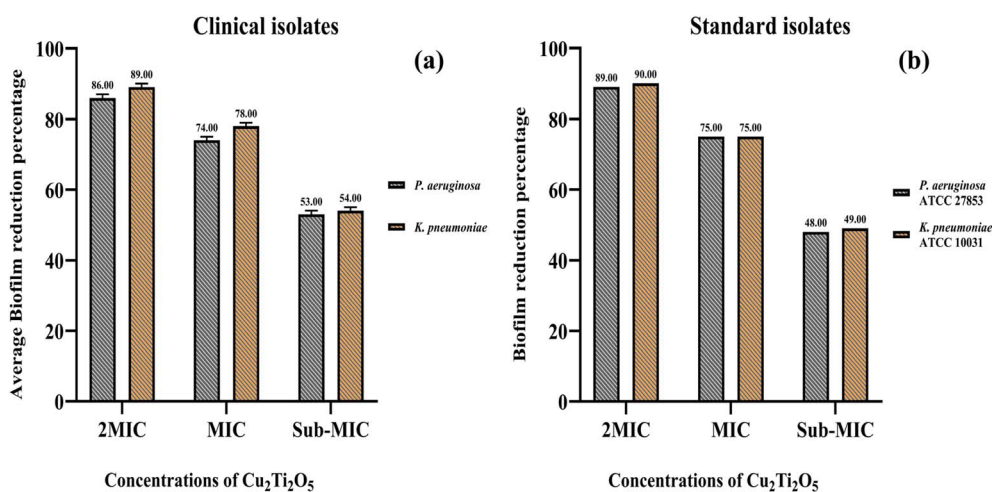 Clinical isolates
(a)
Average Biofilm reduction percentage
100
80
60
40
20
0
86.00
89.00
74.00
78.00
53.00
54.00
2MIC
MIC
Sub-MIC
Concentrations of Cu₂Ti₂O₅
P. aeruginosa
K. pneumoniae
Standard isolates
(b)
Biofilm reduction percentage
100
80
60
40
20
0
89.00
90.00
75.00
75.00
48.00
49.00
2MIC
MIC
Sub-MIC
Concentrations of Cu₂Ti₂O₅
P. aeruginosa
ATCC 27853
K. pneumoniae
ATCC 10031